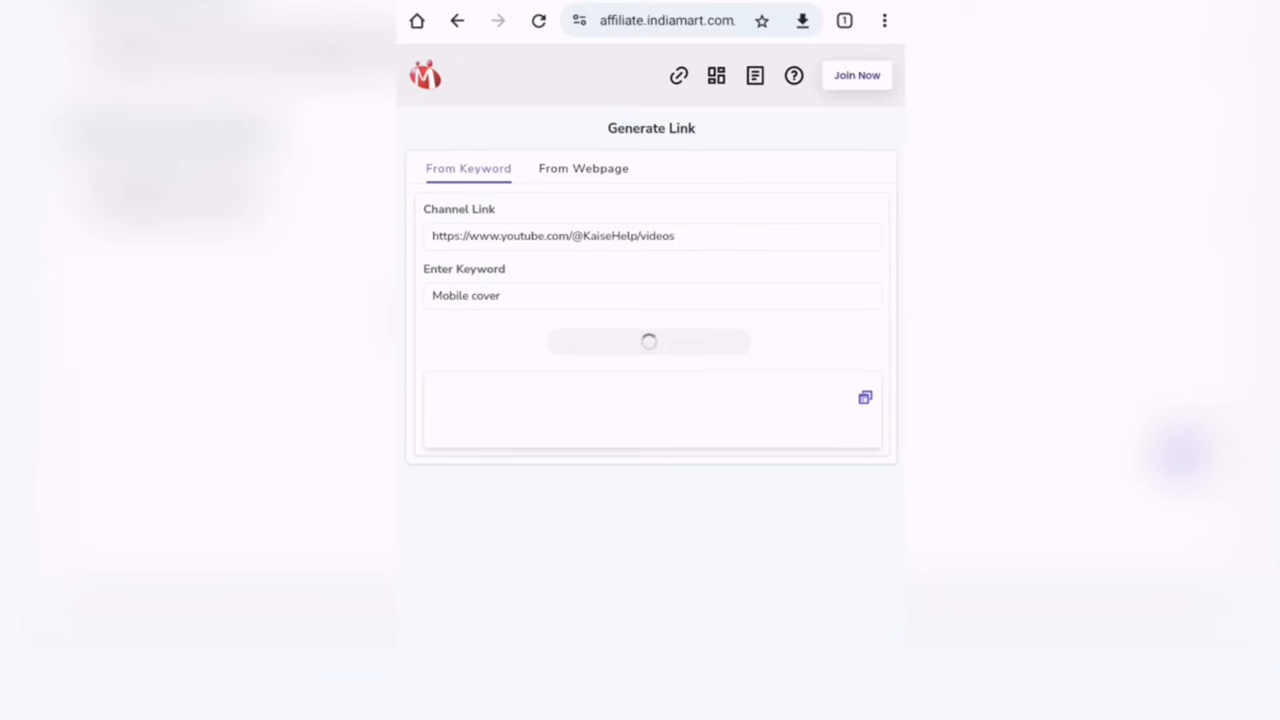 affiliate.indiamart.com.
1
M
Join Now
Generate Link
From Keyword From Webpage
Channel Link
https://www.youtube.com/@KaiseHelp/videos
Enter Keyword
Mobile cover